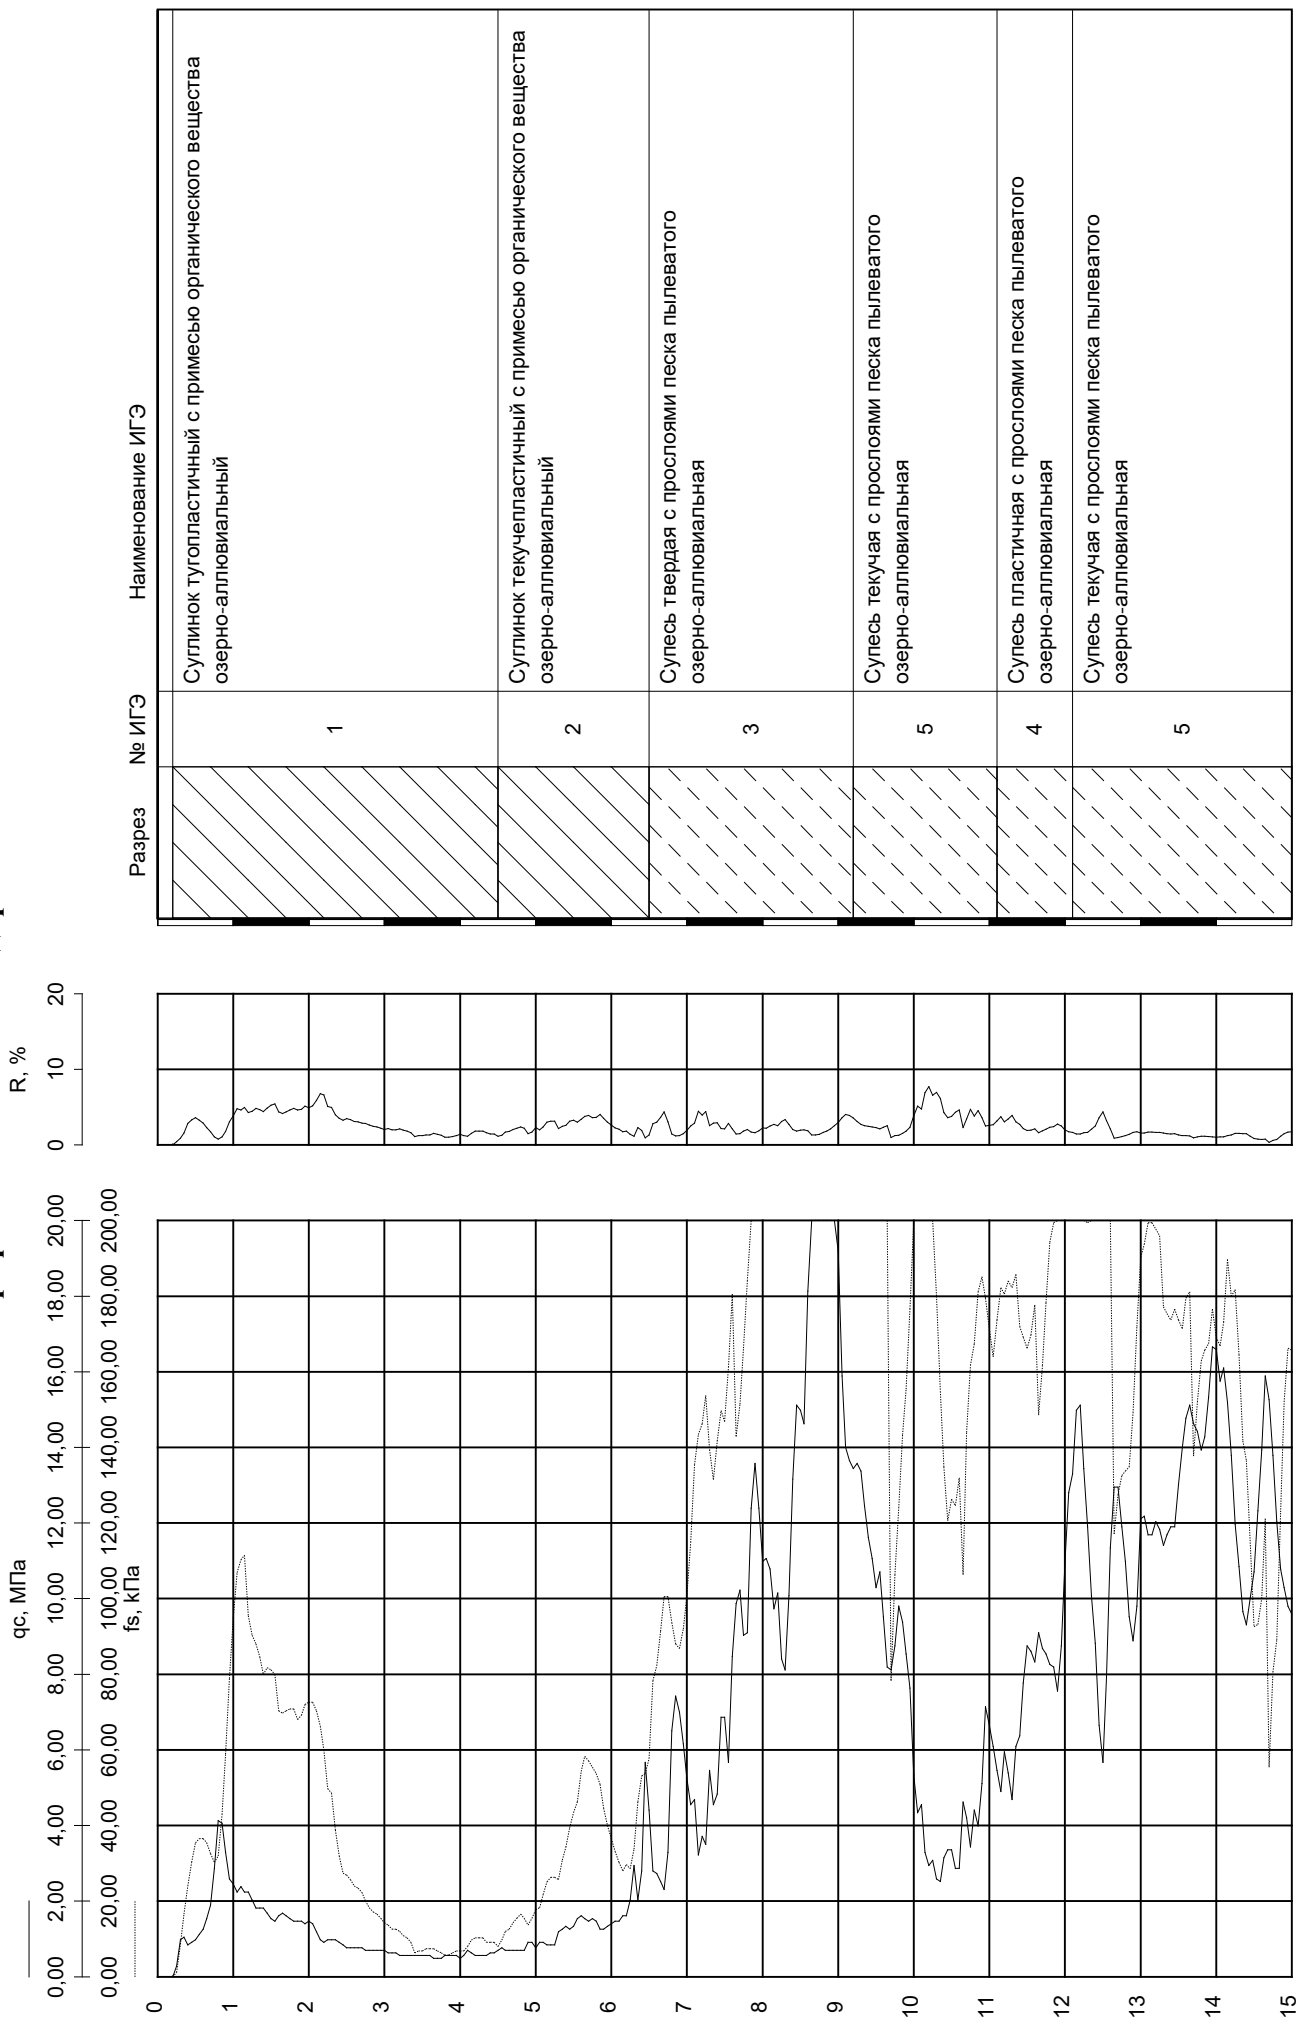 qc, МПа
0,00 2,00 4,00 6,00 8,00 10,00 12,00 14,00 16,00 18,00 20,00
0,00 20,00 40,00 60,00 80,00 100,00 120,00 140,00 160,00 180,00 200,00
fs, кПа
R, %
0 10 20
Разрез
№ ИГЭ
Наименование ИГЭ
0
1
2
3
4
5
6
7
8
9
10
11
12
13
14
15
1
Суглинок тугопластичный с примесью органического вещества
озерно-аллювиальный
2
Суглинок текучепластичный с примесью органического вещества
озерно-аллювиальный
3
Супесь твердая с прослоями песка пылеватого
озерно-аллювиальная
5
Супесь текучая с прослоями песка пылеватого
озерно-аллювиальная
4
Супесь пластичная с прослоями песка пылеватого
озерно-аллювиальная
5
Супесь текучая с прослоями песка пылеватого
озерно-аллювиальная